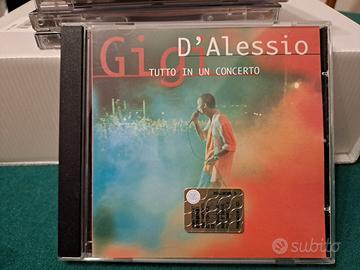 Gigi
D'Alessio
TUTTO IN UN CONCERTO
subito